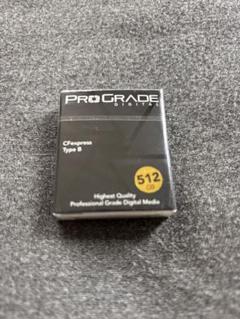 PROGRADE
DIGITAL
CFexpress
Type B
512
GB
Highest Quality
Professional Grade Digital Media